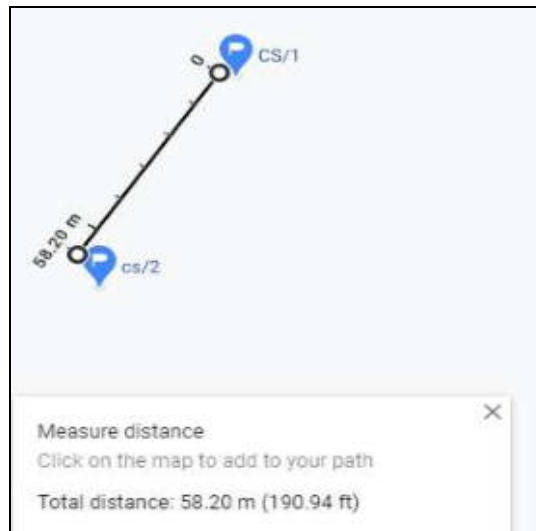 0
CS/1
58.20 m
cs/2
Measure distance
Click on the map to add to your path
Total distance: 58.20 m (190.94 ft)